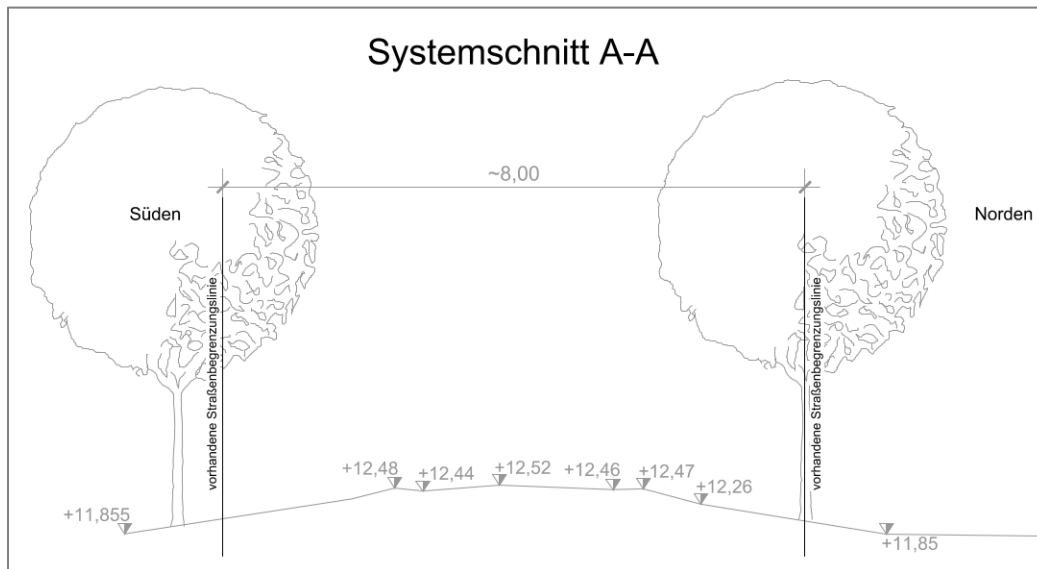 Systemschnitt A-A
~8,00
Süden
Norden
vorhandene Straßenbegrenzungslinie
vorhandene Straßenbegrenzungslinie
+12,48
+12,44
+12,52
+12,46
+12,47
+12,26
+11,855
+11,85